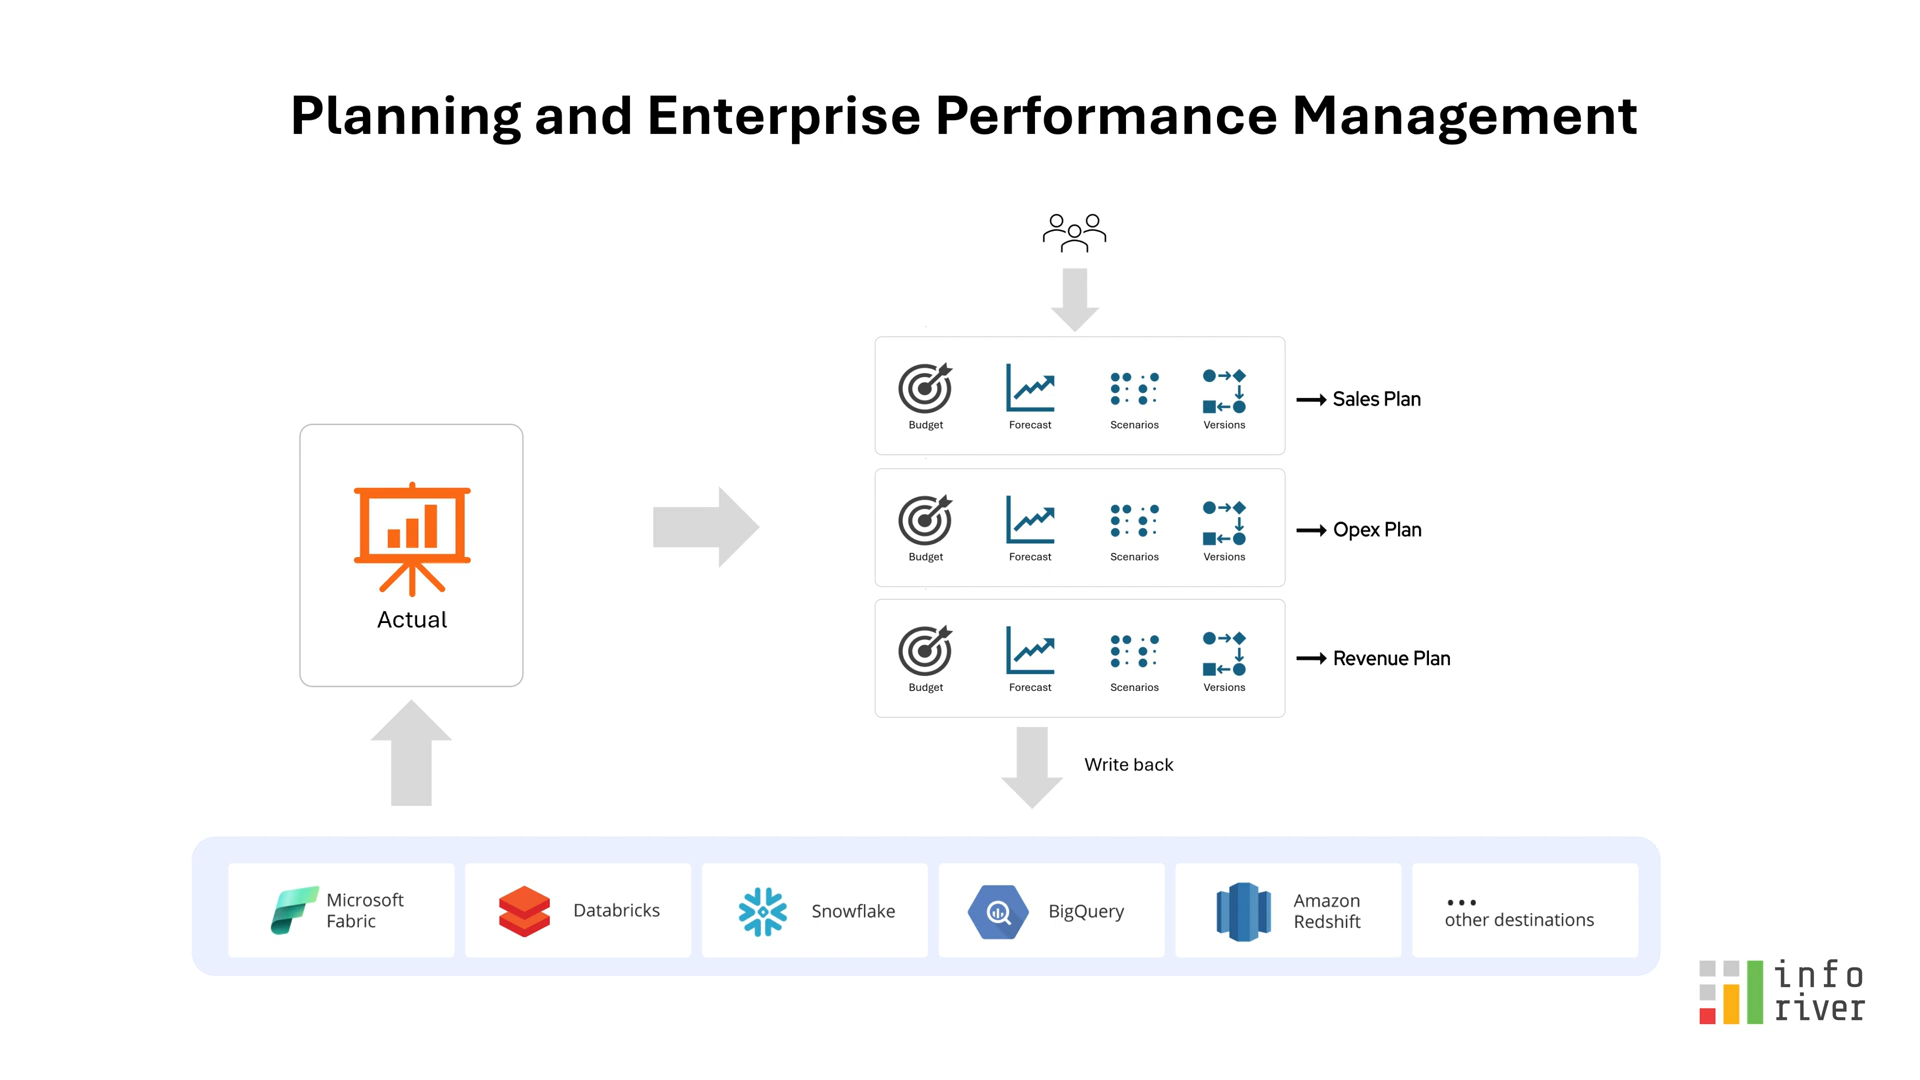 Planning and Enterprise Performance Management
Budget
Forecast
Scenarios
Versions
Sales Plan
Budget
Forecast
Scenarios
Versions
Opex Plan
Actual
Budget
Forecast
Scenarios
Versions
Revenue Plan
Write back
Microsoft
Fabric
Databricks
Snowflake
BigQuery
Amazon
Redshift
...
other destinations
info
river